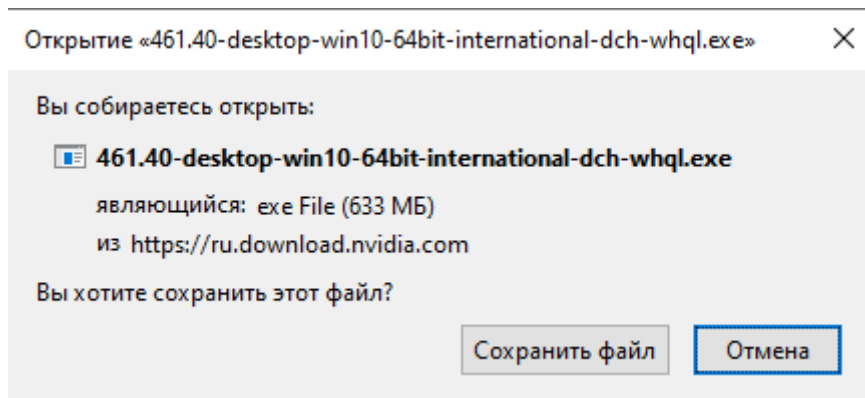 Открытие «461.40-desktop-win10-64bit-international-dch-whql.exe»
Вы собираетесь открыть:
461.40-desktop-win10-64bit-international-dch-whql.exe
являющийся: exe File (633 МБ)
из https://ru.download.nvidia.com
Вы хотите сохранить этот файл?
Сохранить файл Отмена